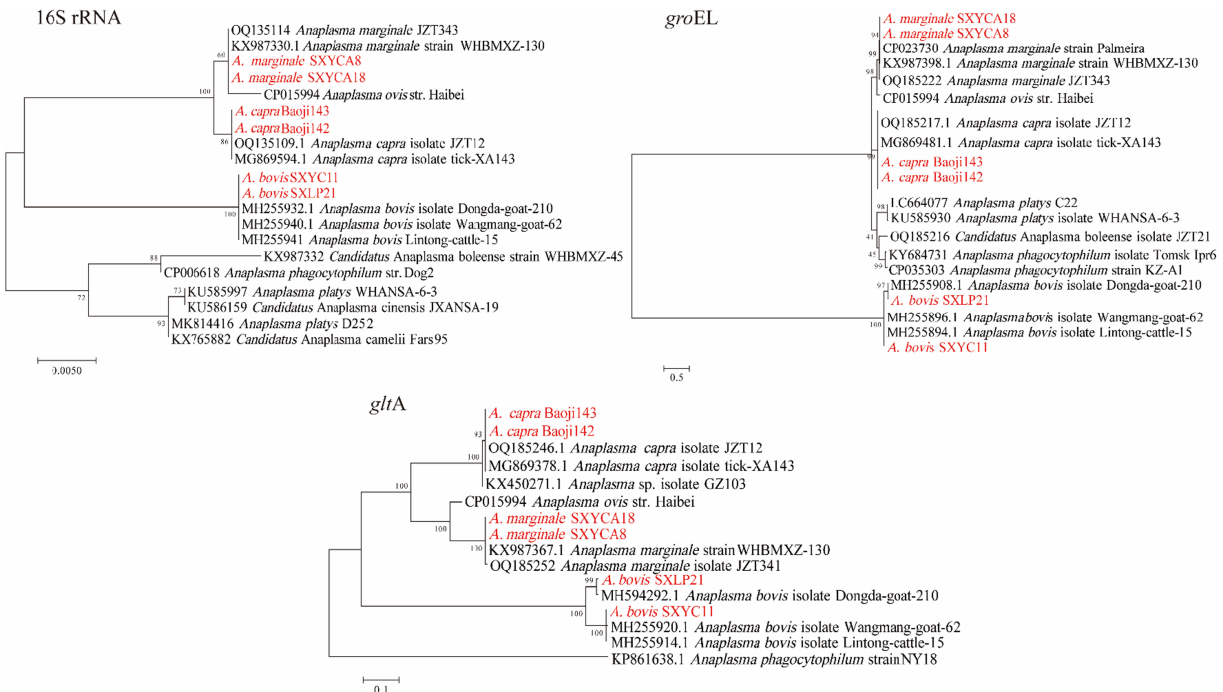 16S rRNA
OQ135114 Anaplasma marginale JZT343
KX987330.1 Anaplasma marginale strain WHBMXZ-130
A. marginale SXYCA8
A. marginale SXYCA18
CP015994 Anaplasma ovis str. Haibei
A. capra Baoji143
A. capra Baoji142
OQ135109.1 Anaplasma capra isolate JZT12
MG869594.1 Anaplasma capra isolate tick-XA143
A. bovis SXYC11
A. bovis SXLP21
MH255932.1 Anaplasma bovis isolate Dongda-goat-210
MH255940.1 Anaplasma bovis isolate Wangmang-goat-62
MH255941 Anaplasma bovis Lintong-cattle-15
KX987332 Candidatus Anaplasma boleense strain WHBMXZ-45
CP006618 Anaplasma phagocytophilum str. Dog2
KU585997 Anaplasma platys WHANSA-6-3
KU586159 Candidatus Anaplasma cinensis JXANSA-19
MK814416 Anaplasma platys D252
KX765882 Candidatus Anaplasma camelii Fars95
60
100
86
100
88
72
73
93
0.0050
groEL
A. marginale SXYCA18
A. marginale SXYCA8
CP023730 Anaplasma marginale strain Palmeira
KX987398.1 Anaplasma marginale strain WHBMXZ-130
OQ185222 Anaplasma marginale JZT343
CP015994 Anaplasma ovis str. Haibei
OQ185217.1 Anaplasma capra isolate JZT12
MG869481.1 Anaplasma capra isolate tick-XA143
A. capra Baoji143
A. capra Baoji142
LC664077 Anaplasma platys C22
KU585930 Anaplasma platys isolate WHANSA-6-3
OQ185216 Candidatus Anaplasma boleense isolate JZT21
KY684731 Anaplasma phagocytophilum isolate Tomsk Ipr6
CP035303 Anaplasma phagocytophilum strain KZ-A1
MH255908.1 Anaplasma bovis isolate Dongda-goat-210
A. bovis SXLP21
MH255896.1 Anaplasma bovis isolate Wangmang-goat-62
MH255894.1 Anaplasma bovis isolate Lintong-cattle-15
A. bovis SXYC11
94
99
98
99
98
41
45
99
97
100
0.5
gltA
A. capra Baoji143
A. capra Baoji142
OQ185246.1 Anaplasma capra isolate JZT12
MG869378.1 Anaplasma capra isolate tick-XA143
KX450271.1 Anaplasma sp. isolate GZ103
CP015994 Anaplasma ovis str. Haibei
A. marginale SXYCA18
A. marginale SXYCA8
KX987367.1 Anaplasma marginale strain WHBMXZ-130
OQ185252 Anaplasma marginale isolate JZT341
A. bovis SXLP21
MH594292.1 Anaplasma bovis isolate Dongda-goat-210
A. bovis SXYC11
MH255920.1 Anaplasma bovis isolate Wangmang-goat-62
MH255914.1 Anaplasma bovis isolate Lintong-cattle-15
KP861638.1 Anaplasma phagocytophilum strain NY18
93
100
100
100
99
100
100
0.1